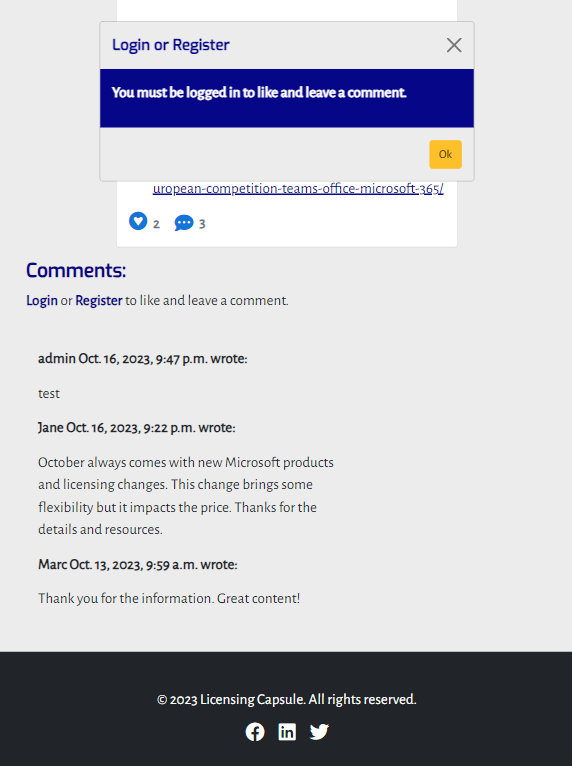 Login or Register
You must be logged in to like and leave a comment.
Ok
uropean-competition-teams-office-microsoft-365/
2 3
Comments:
Login or Register to like and leave a comment.
admin Oct. 16, 2023, 9:47 p.m. wrote:
test
Jane Oct. 16, 2023, 9:22 p.m. wrote:
October always comes with new Microsoft products
and licensing changes. This change brings some
flexibility but it impacts the price. Thanks for the
details and resources.
Marc Oct. 13, 2023, 9:59 a.m. wrote:
Thank you for the information. Great content!
© 2023 Licensing Capsule. All rights reserved.